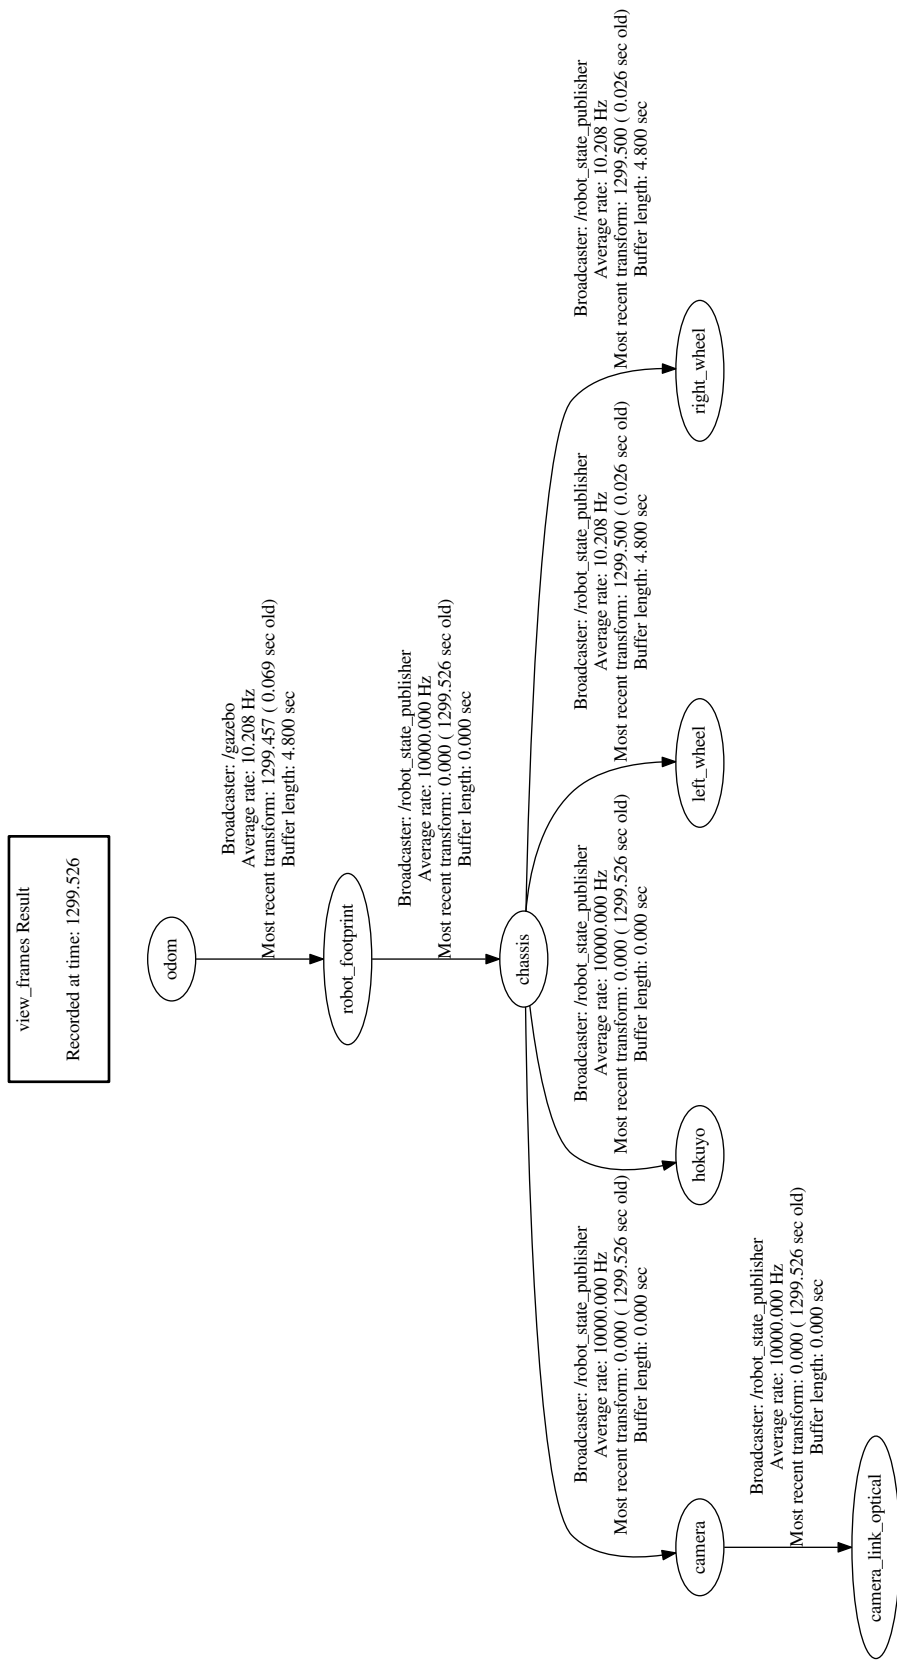 view_frames Result
Recorded at time: 1299.526
odom
Broadcaster: /gazebo
Average rate: 10.208 Hz
Most recent transform: 1299.457 ( 0.069 sec old)
Buffer length: 4.800 sec
robot_footprint
Broadcaster: /robot_state_publisher
Average rate: 10000.000 Hz
Most recent transform: 0.000 ( 1299.526 sec old)
Buffer length: 0.000 sec
chassis
Broadcaster: /robot_state_publisher
Average rate: 10000.000 Hz
Most recent transform: 0.000 ( 1299.526 sec old)
Buffer length: 0.000 sec
Broadcaster: /robot_state_publisher
Average rate: 10000.000 Hz
Most recent transform: 0.000 ( 1299.526 sec old)
Buffer length: 0.000 sec
Broadcaster: /robot_state_publisher
Average rate: 10.208 Hz
Most recent transform: 1299.500 ( 0.026 sec old)
Buffer length: 4.800 sec
Broadcaster: /robot_state_publisher
Average rate: 10.208 Hz
Most recent transform: 1299.500 ( 0.026 sec old)
Buffer length: 4.800 sec
camera
hokuyo
left_wheel
right_wheel
Broadcaster: /robot_state_publisher
Average rate: 10000.000 Hz
Most recent transform: 0.000 ( 1299.526 sec old)
Buffer length: 0.000 sec
camera_link_optical